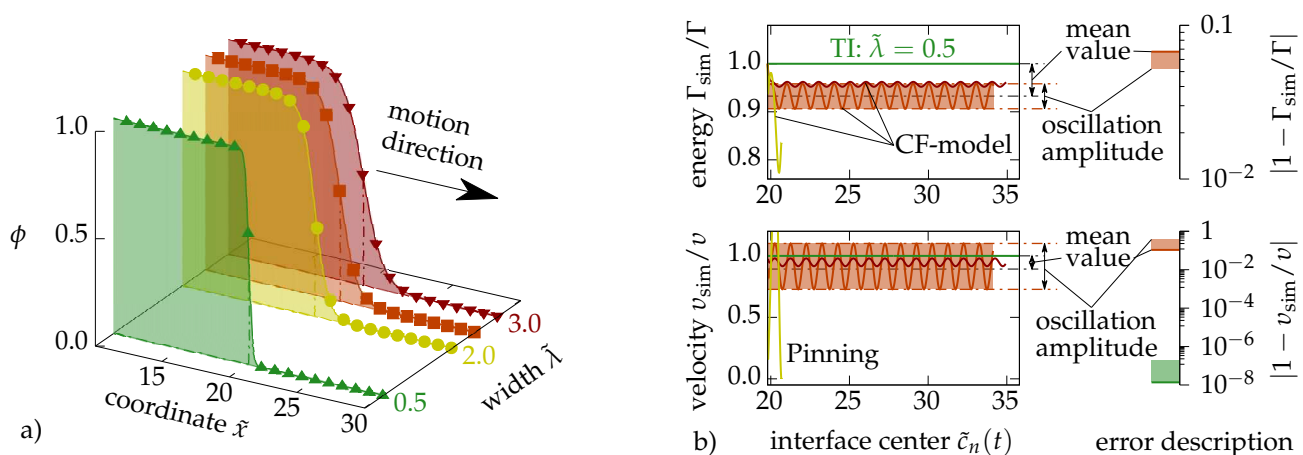 a)
ϕ
1.0
0.5
0.0
15
20
25
30
coordinate x̃
0.5
2.0
3.0
width λ̃
motion
direction
b)
energy Γsim/Γ
1.0
0.9
0.8
20
25
30
35
TI: λ̃ = 0.5
CF-model
mean
value
oscillation
amplitude
0.1
10⁻²
|1 − Γsim/Γ|
velocity vsim/v
1.0
0.5
0.0
20
25
30
35
Pinning
mean
value
oscillation
amplitude
1
10⁻²
10⁻⁴
10⁻⁶
10⁻⁸
|1 − vsim/v|
interface center c̃n(t)
error description